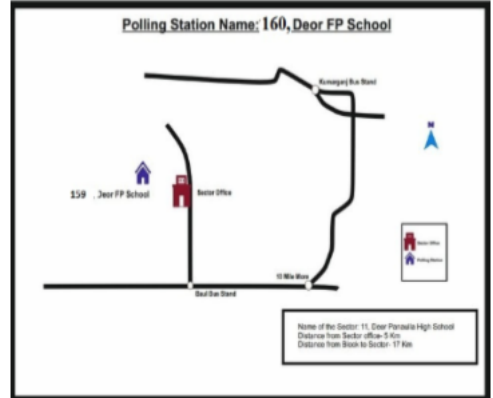 Polling Station Name: 160, Deor FP School
Kumarganj Bus Stand
N
159 . Deor FP School
Sector Office
10 Mile More
Baul Bus Stand
Sector Office
Polling Station
Name of the Sector: 11, Deor Panaulla High School
Distance from Sector office- 5 Km
Distance from Block to Sector- 17 Km